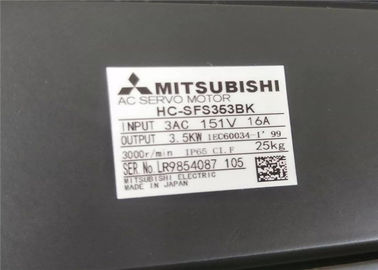 MITSUBISHI
AC SERVO MOTOR
HC-SFS353BK
INPUT 3AC 151V 16A
OUTPUT 3.5KW IEC60034-1' 99
3000r/min IP65 CI.F 25kg
SER No LR9854087 105
MITSUBISHI ELECTRIC
MADE IN JAPAN